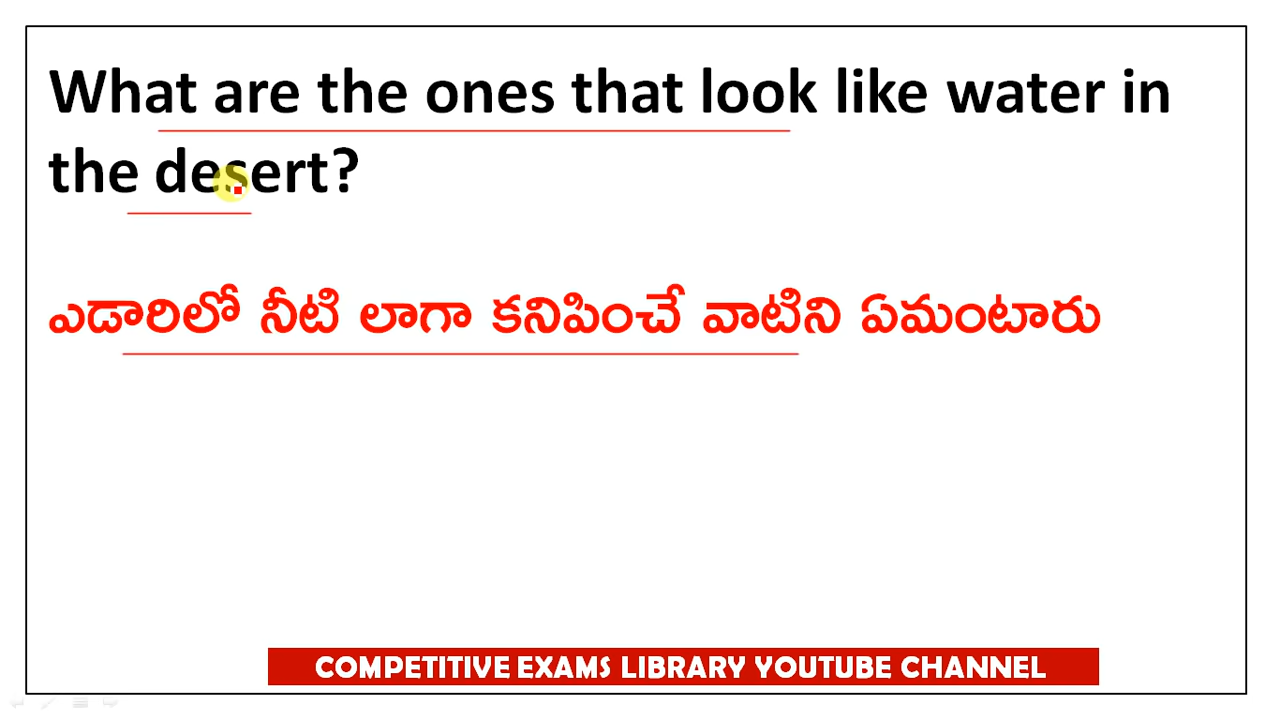 What are the ones that look like water in
the desert?
ఎడారిలో నీటి లాగా కనిపించే వాటిని ఏమంటారు
COMPETITIVE EXAMS LIBRARY YOUTUBE CHANNEL